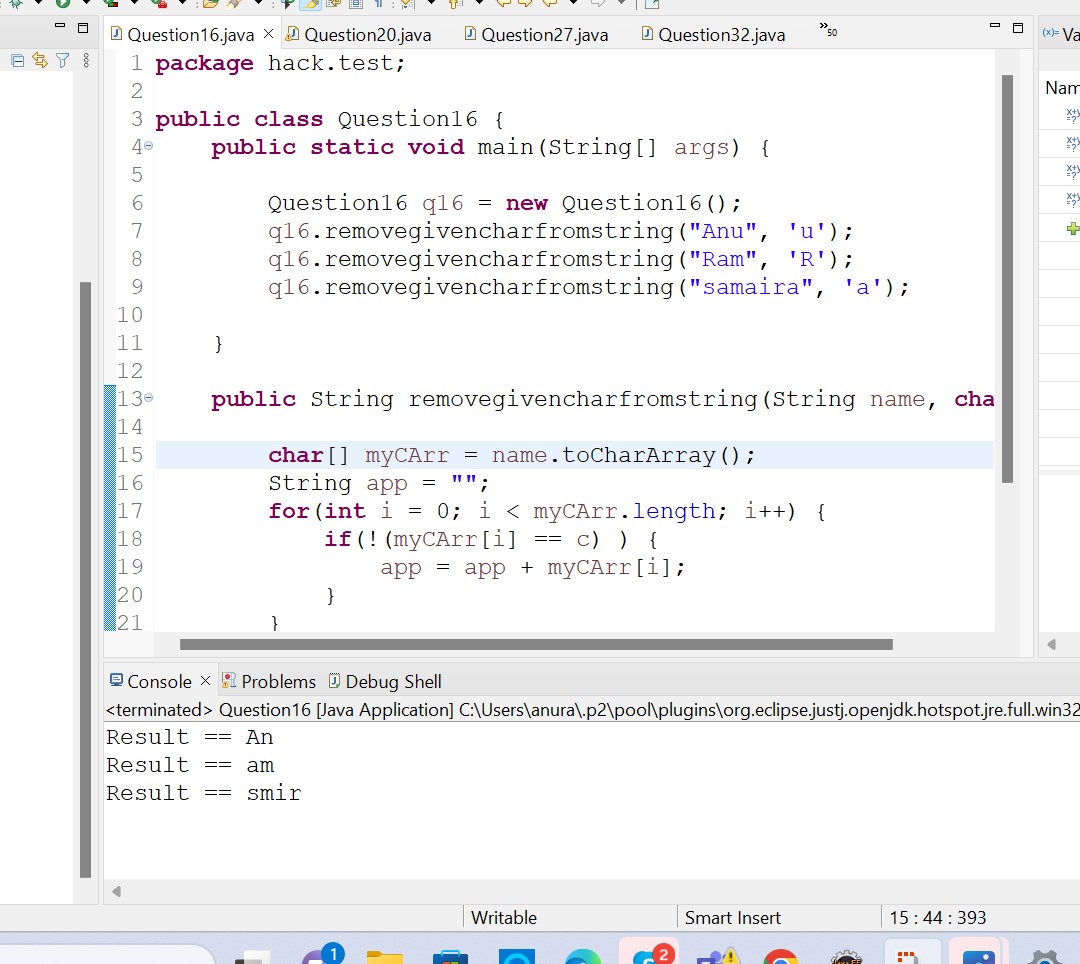 Question16.java Question20.java Question27.java Question32.java »50 (x)= Va
Nam
1 package hack.test;
2
3 public class Question16 {
4 public static void main(String[] args) {
5
6 Question16 q16 = new Question16();
7 q16.removegivencharfromstring("Anu", 'u');
8 q16.removegivencharfromstring("Ram", 'R');
9 q16.removegivencharfromstring("samaira", 'a');
10
11 }
12
13 public String removegivencharfromstring(String name, cha
14
15 char[] myCArr = name.toCharArray();
16 String app = "";
17 for(int i = 0; i < myCArr.length; i++) {
18 if(!(myCArr[i] == c) ) {
19 app = app + myCArr[i];
20 }
21 }
Console Problems Debug Shell
<terminated> Question16 [Java Application] C:\Users\anura\.p2\pool\plugins\org.eclipse.justj.openjdk.hotspot.jre.full.win32
Result == An
Result == am
Result == smir
Writable Smart Insert 15 : 44 : 393
1 2